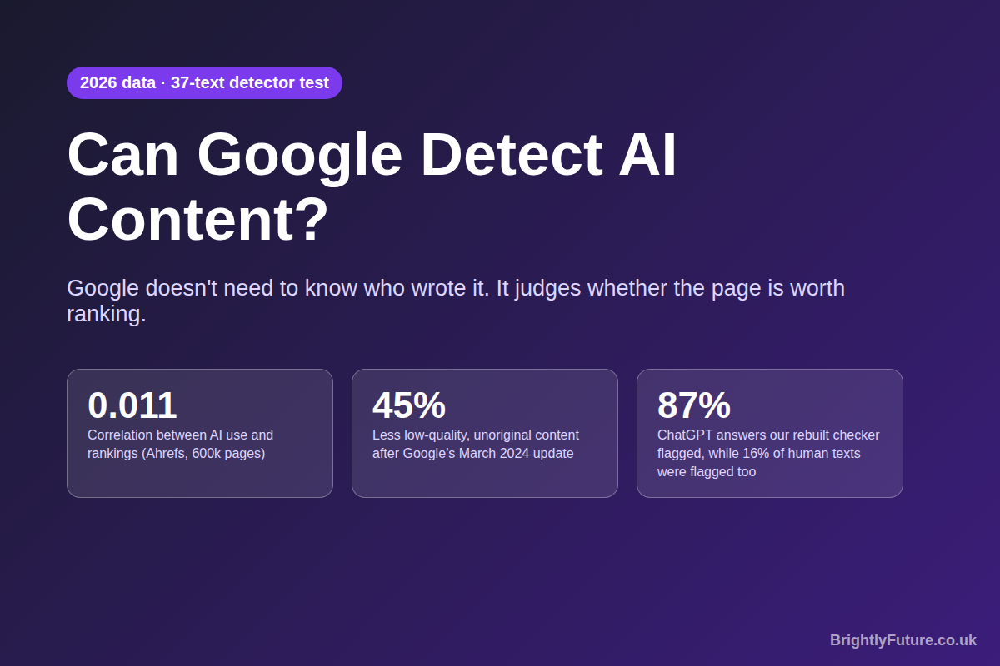 2026 data · 37-text detector test
Can Google Detect AI
Content?
Google doesn't need to know who wrote it. It judges whether the page is worth
ranking.
0.011
Correlation between AI use and
rankings (Ahrefs, 600k pages)
45%
Less low-quality, unoriginal content
after Google’s March 2024 update
87%
ChatGPT answers our rebuilt checker
flagged, while 16% of human texts
were flagged too
BrightlyFuture.co.uk